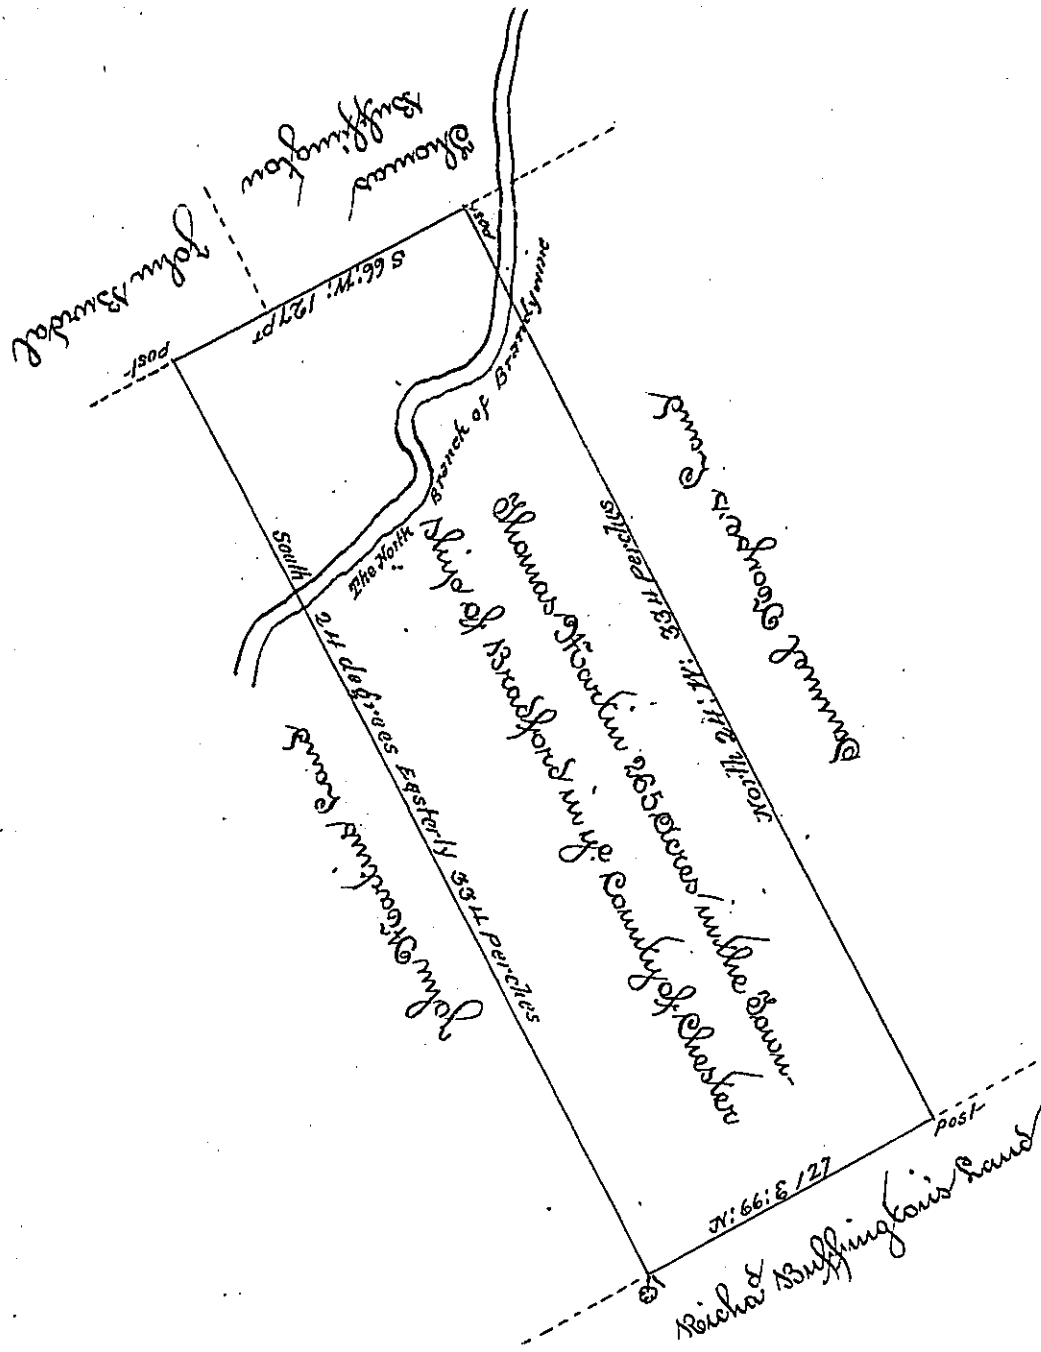 Thomas
Buffington
John Burdal
post
S 66:W: 127 pr
post
The North Branch of Brandywine
South 24 degrees Easterly 334 perches
North 24: W: 334 Perches
Thomas Martin 265 Acres in the Town-
ship of Bradford in ye County of Chester
John Martin's Land
Samuel Land
N: 66: E 127
post
Richd Buffington's Land